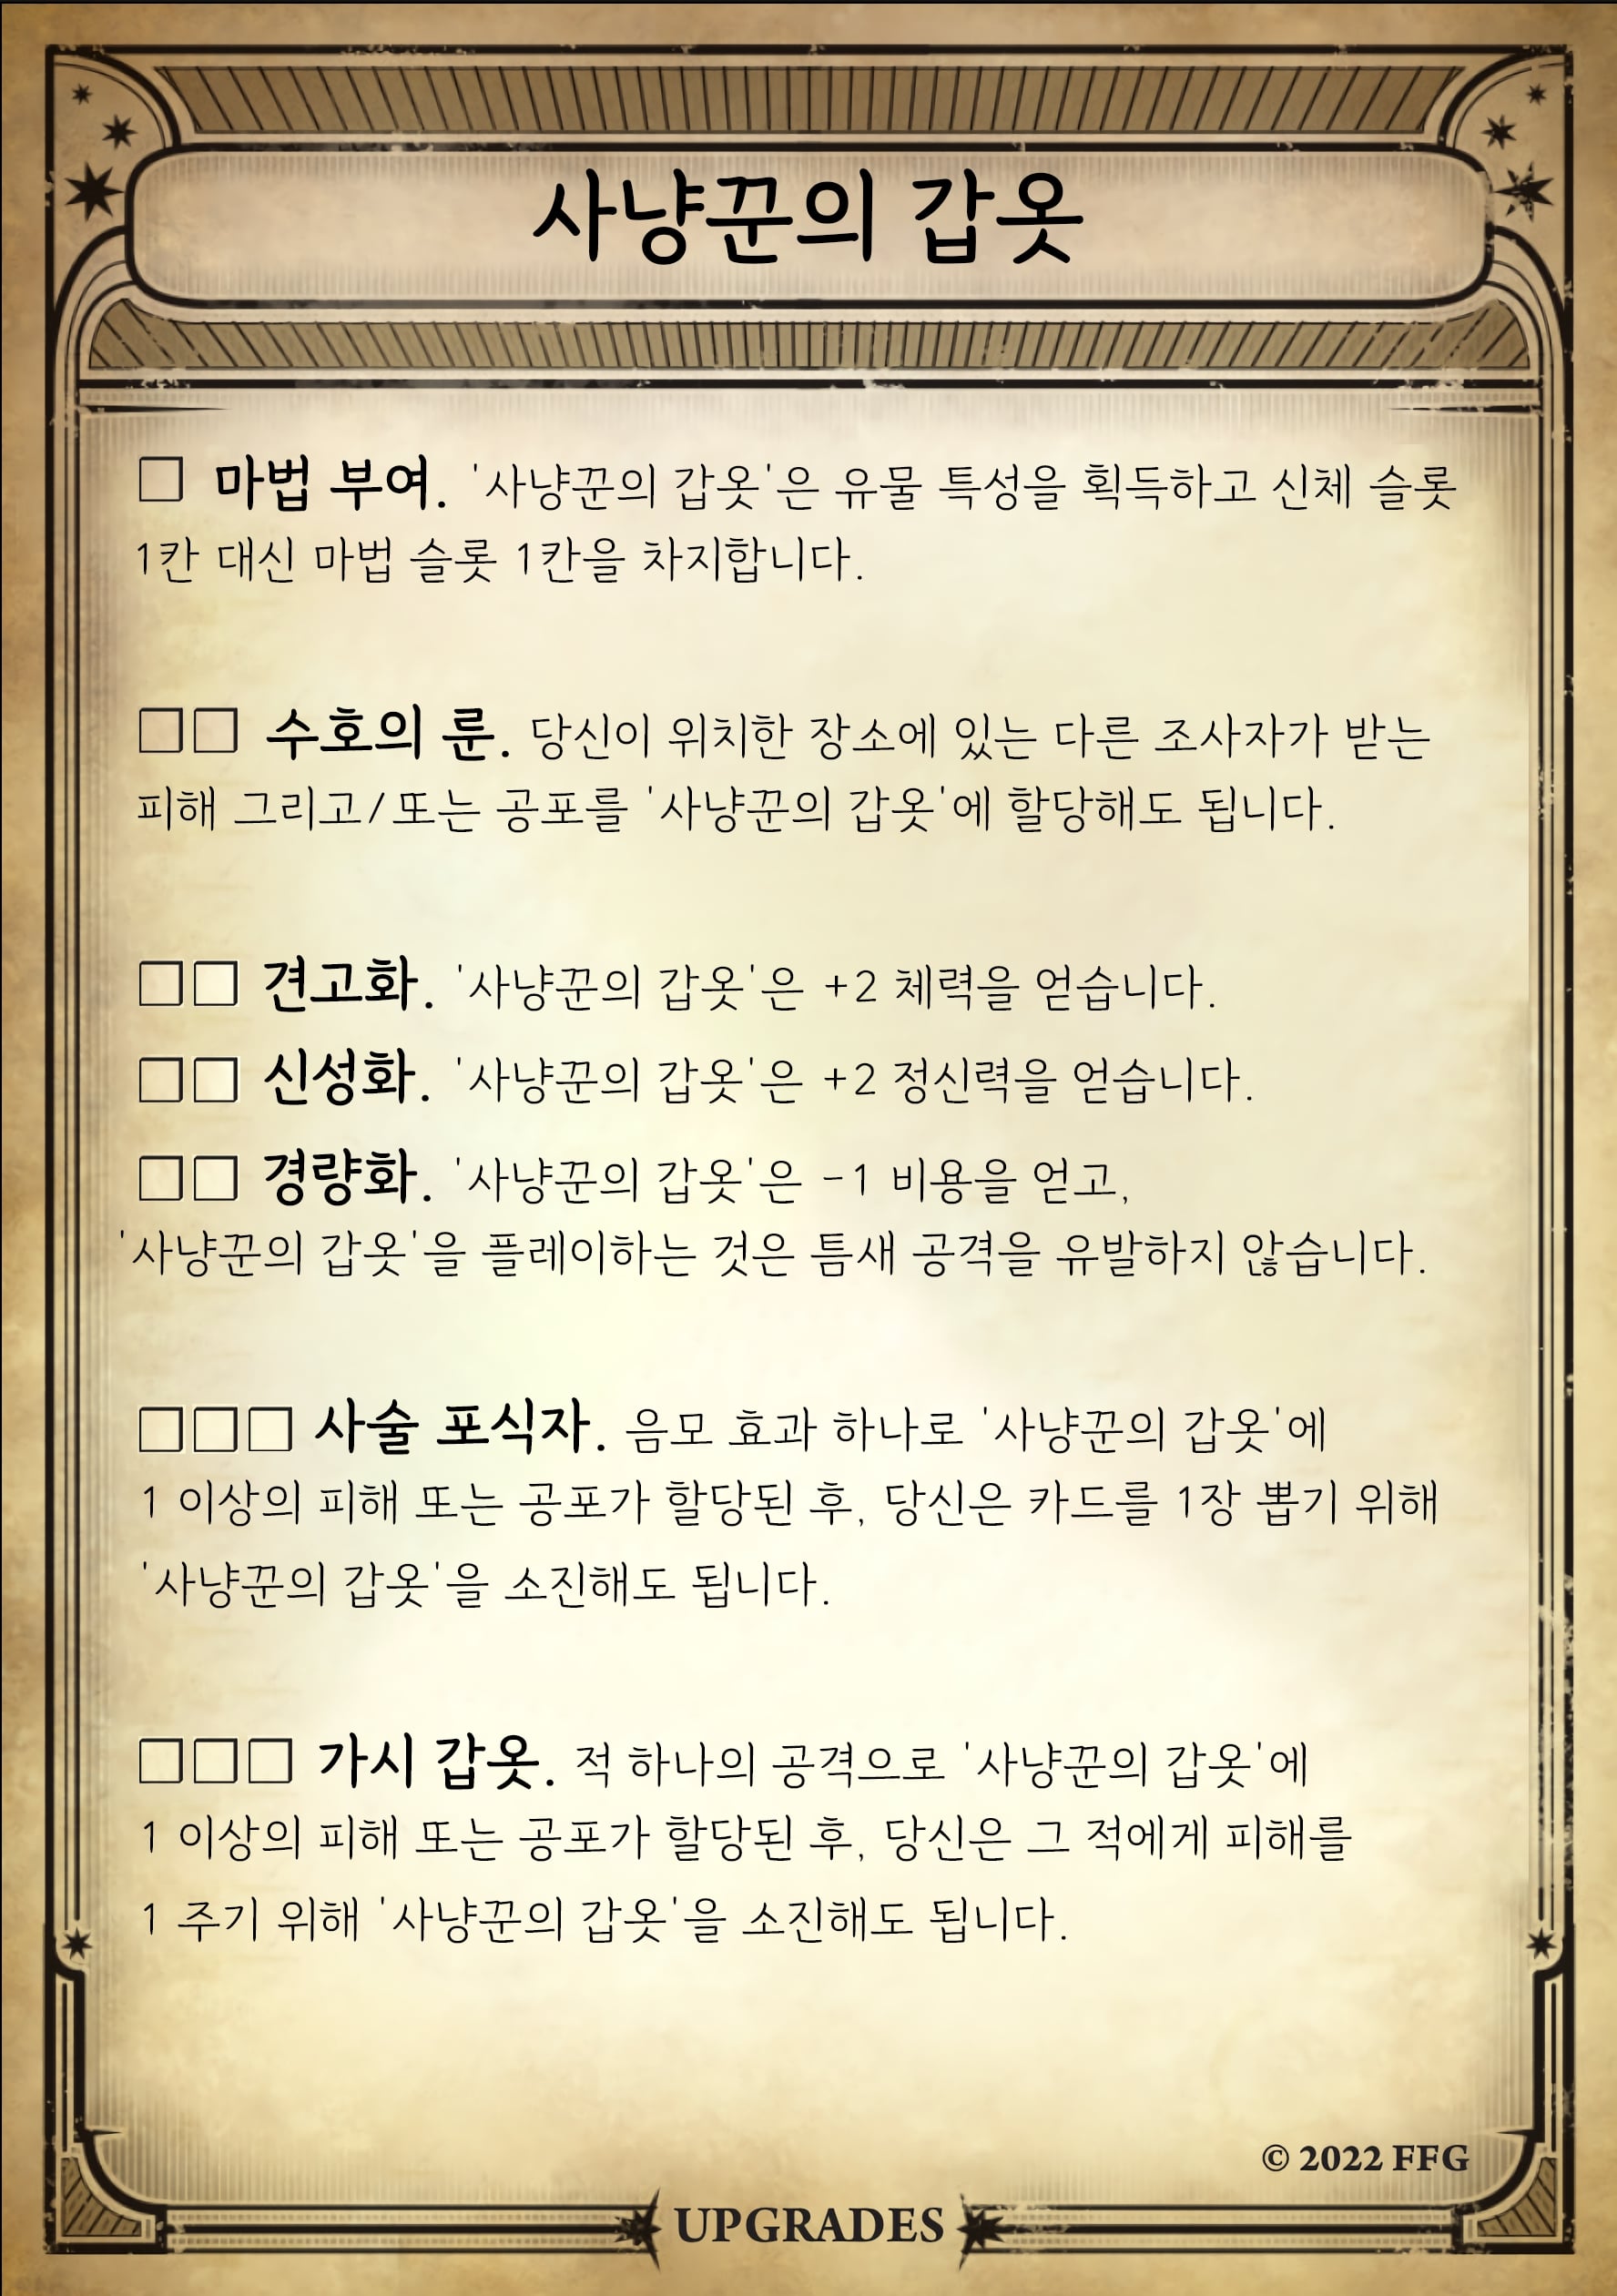 사냥꾼의 갑옷
□ 마법 부여. '사냥꾼의 갑옷'은 유물 특성을 획득하고 신체 슬롯
1칸 대신 마법 슬롯 1칸을 차지합니다.
□□ 수호의 룬. 당신이 위치한 장소에 있는 다른 조사자가 받는
피해 그리고/또는 공포를 '사냥꾼의 갑옷'에 할당해도 됩니다.
□□ 견고화. '사냥꾼의 갑옷'은 +2 체력을 얻습니다.
□□ 신성화. '사냥꾼의 갑옷'은 +2 정신력을 얻습니다.
□□ 경량화. '사냥꾼의 갑옷'은 -1 비용을 얻고,
'사냥꾼의 갑옷'을 플레이하는 것은 틈새 공격을 유발하지 않습니다.
□□□ 사술 포식자. 음모 효과 하나로 '사냥꾼의 갑옷'에
1 이상의 피해 또는 공포가 할당된 후, 당신은 카드를 1장 뽑기 위해
'사냥꾼의 갑옷'을 소진해도 됩니다.
□□□ 가시 갑옷. 적 하나의 공격으로 '사냥꾼의 갑옷'에
1 이상의 피해 또는 공포가 할당된 후, 당신은 그 적에게 피해를
1 주기 위해 '사냥꾼의 갑옷'을 소진해도 됩니다.
© 2022 FFG
UPGRADES